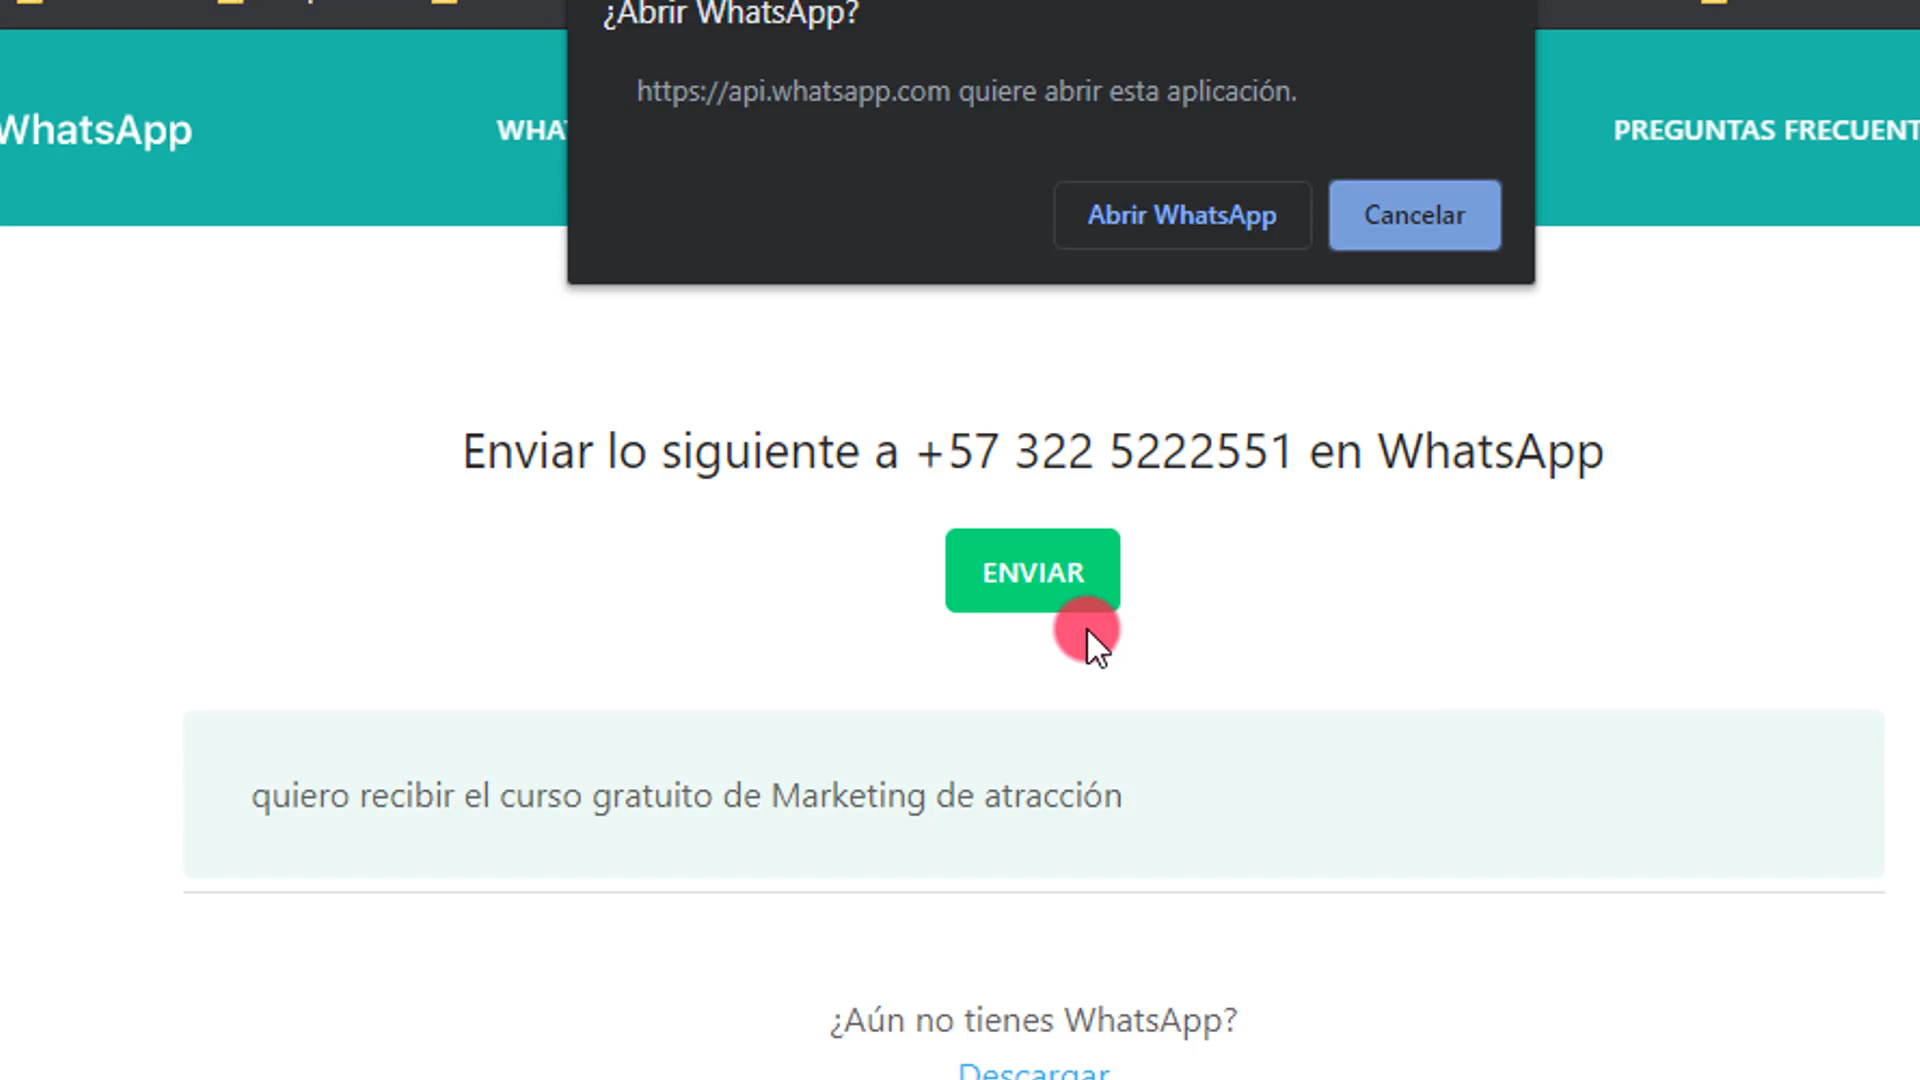 ¿Abrir WhatsApp?
https://api.whatsapp.com quiere abrir esta aplicación.
Abrir WhatsApp
Cancelar
WhatsApp
PREGUNTAS
Enviar lo siguiente a +57 322 5222551 en WhatsApp
ENVIAR
quiero recibir el curso gratuito de Marketing de atracción
¿Aún no tienes WhatsApp?
Descargar